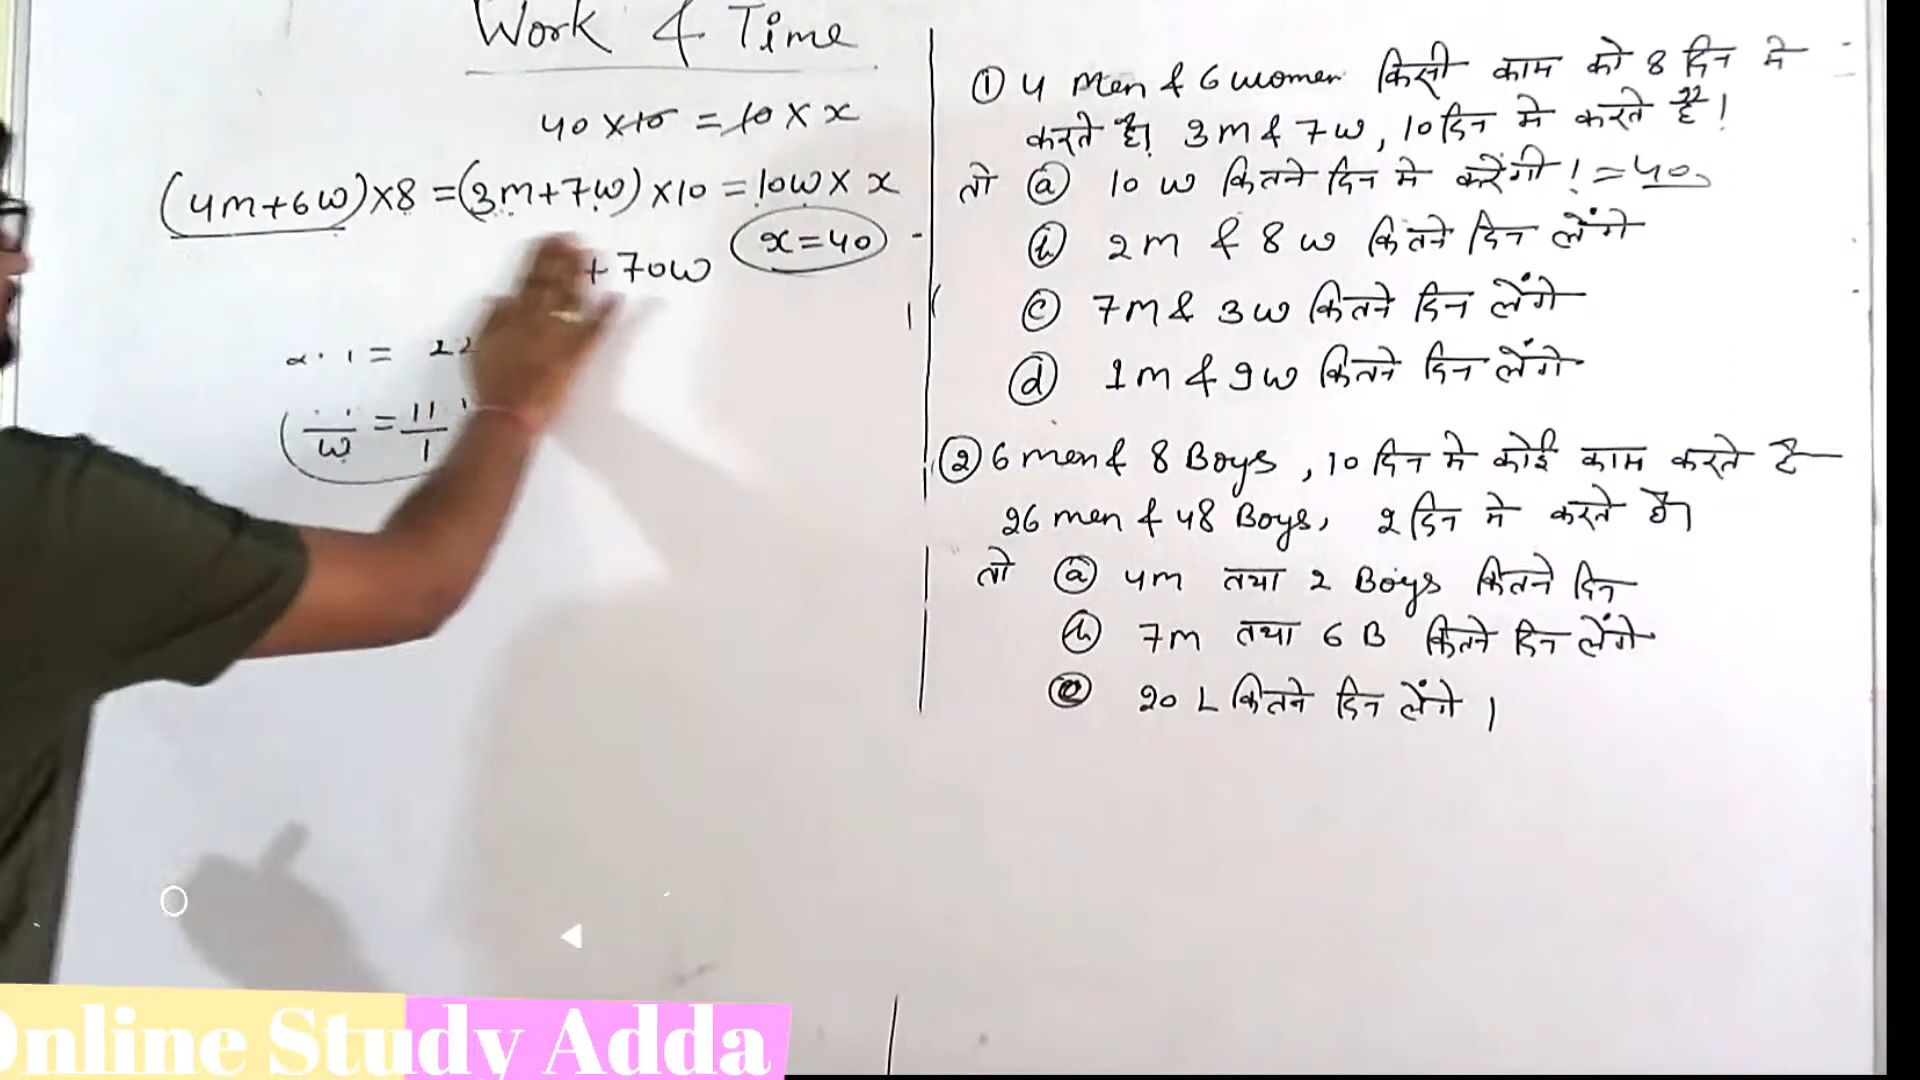 Work & Time
40 × 10 = 10 × x
(4m+6w)×8 = (3m+7w)×10 = 10w × x
x = 40
+ 70w
= 22
w = 11/1
① 4 Men & 6 women किसी काम को 8 दिन मे
करते है। 3m & 7w, 10 दिन मे करते है!
तो ⓐ 10 w कितने दिन मे करेंगी! = 40
ⓑ 2m & 8w कितने दिन लेंगे
ⓒ 7m & 3w कितने दिन लेंगे
ⓓ 1m & 9w कितने दिन लेंगे
② 6 men & 8 Boys, 10 दिन मे कोई काम करते है
26 men & 48 Boys, 2 दिन मे करते है।
तो ⓐ 4m तथा 2 Boys कितने दिन
ⓑ 7m तथा 6 B कितने दिन लेंगे
20 L कितने दिन लेंगे।
Online Study Adda